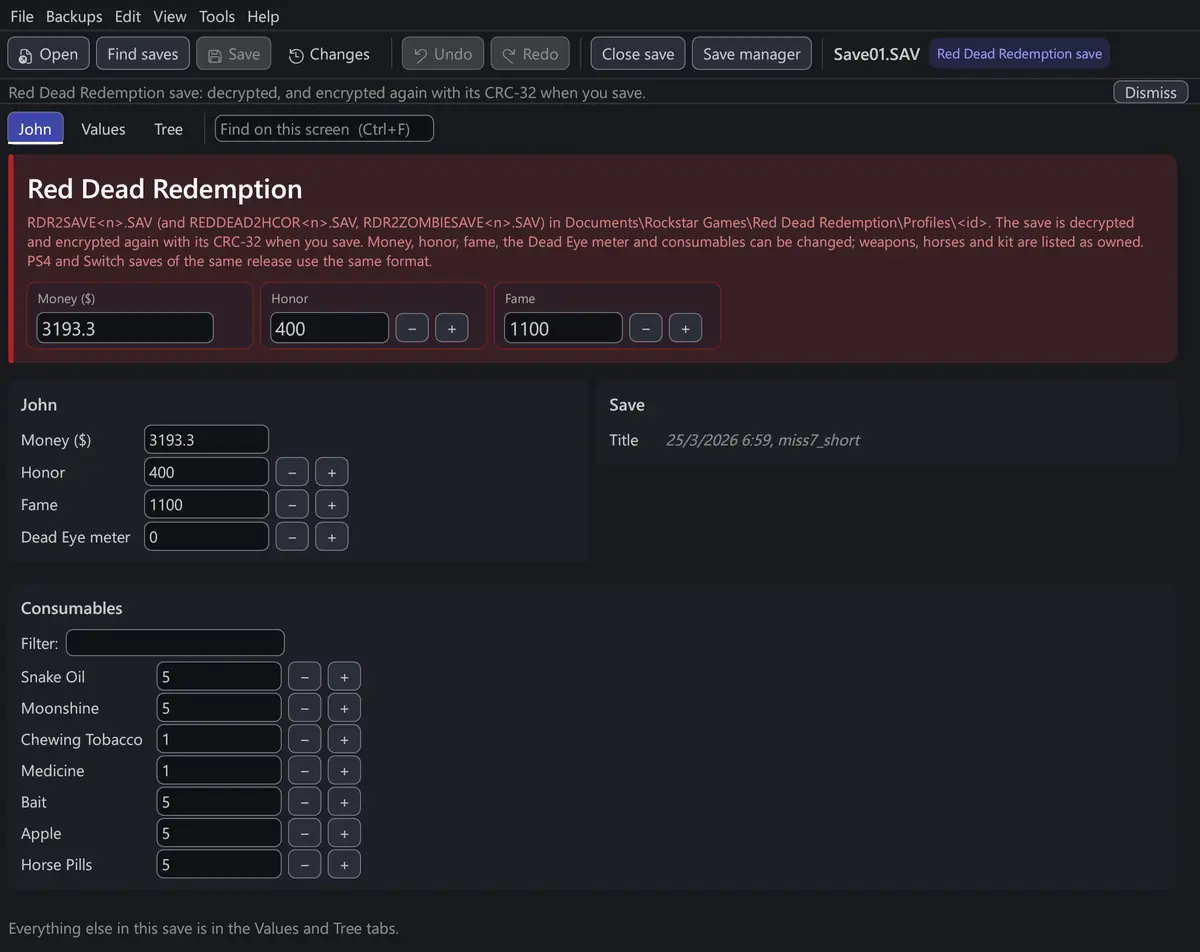 File Backups Edit View Tools Help
Open Find saves Save Changes Undo Redo Close save Save manager Save01.SAV Red Dead Redemption save
Red Dead Redemption save: decrypted, and encrypted again with its CRC-32 when you save. Dismiss
John Values Tree Find on this screen (Ctrl+F)
Red Dead Redemption
RDR2SAVE<n>.SAV (and REDDEAD2HCOR<n>.SAV, RDR2ZOMBIESAVE<n>.SAV) in Documents\Rockstar Games\Red Dead Redemption\Profiles\<id>. The save is decrypted
and encrypted again with its CRC-32 when you save. Money, honor, fame, the Dead Eye meter and consumables can be changed; weapons, horses and kit are listed as owned.
PS4 and Switch saves of the same release use the same format.
Money ($) Honor Fame
3193.3 400 − + 1100 − +
John
Money ($) 3193.3
Honor 400 − +
Fame 1100 − +
Dead Eye meter 0 − +
Save
Title 25/3/2026 6:59, miss7_short
Consumables
Filter:
Snake Oil 5 − +
Moonshine 5 − +
Chewing Tobacco 1 − +
Medicine 1 − +
Bait 5 − +
Apple 5 − +
Horse Pills 5 − +
Everything else in this save is in the Values and Tree tabs.